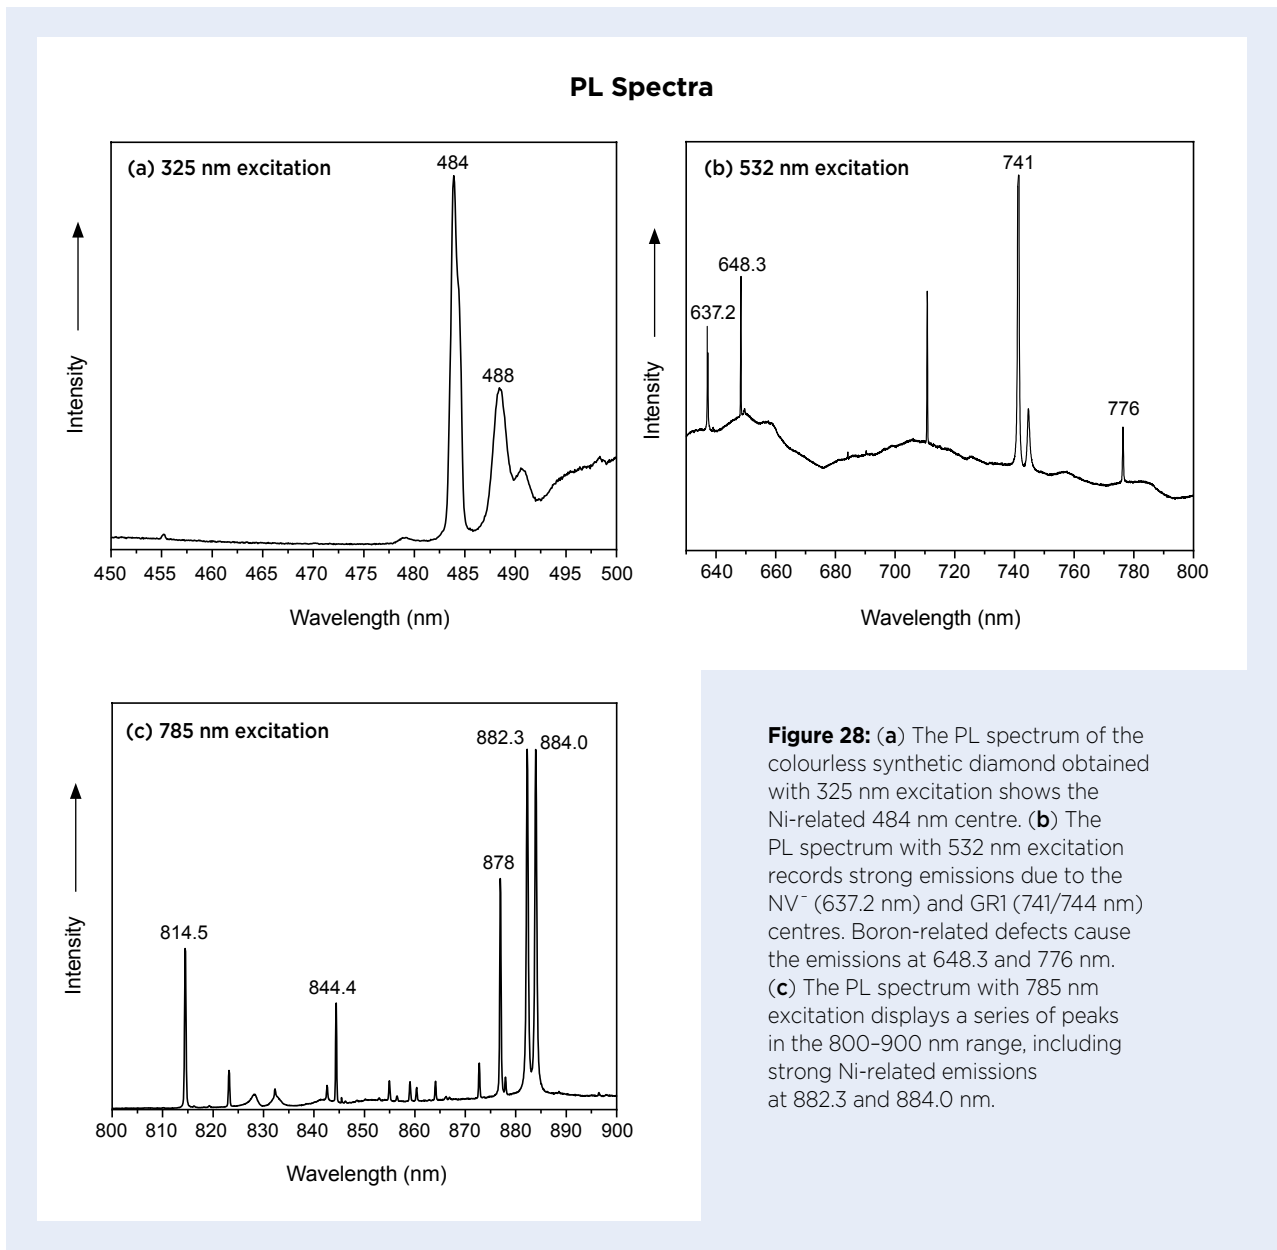 PL Spectra
(a) 325 nm excitation
484
488
Intensity
450 455 460 465 470 475 480 485 490 495 500
Wavelength (nm)
(b) 532 nm excitation
741
648.3
637.2
776
Intensity
640 660 680 700 720 740 760 780 800
Wavelength (nm)
(c) 785 nm excitation
882.3 884.0
878
814.5
844.4
Intensity
800 810 820 830 840 850 860 870 880 890 900
Wavelength (nm)
Figure 28: (a) The PL spectrum of the
colourless synthetic diamond obtained
with 325 nm excitation shows the
Ni-related 484 nm centre. (b) The
PL spectrum with 532 nm excitation
records strong emissions due to the
NV⁻ (637.2 nm) and GR1 (741/744 nm)
centres. Boron-related defects cause
the emissions at 648.3 and 776 nm.
(c) The PL spectrum with 785 nm
excitation displays a series of peaks
in the 800–900 nm range, including
strong Ni-related emissions
at 882.3 and 884.0 nm.